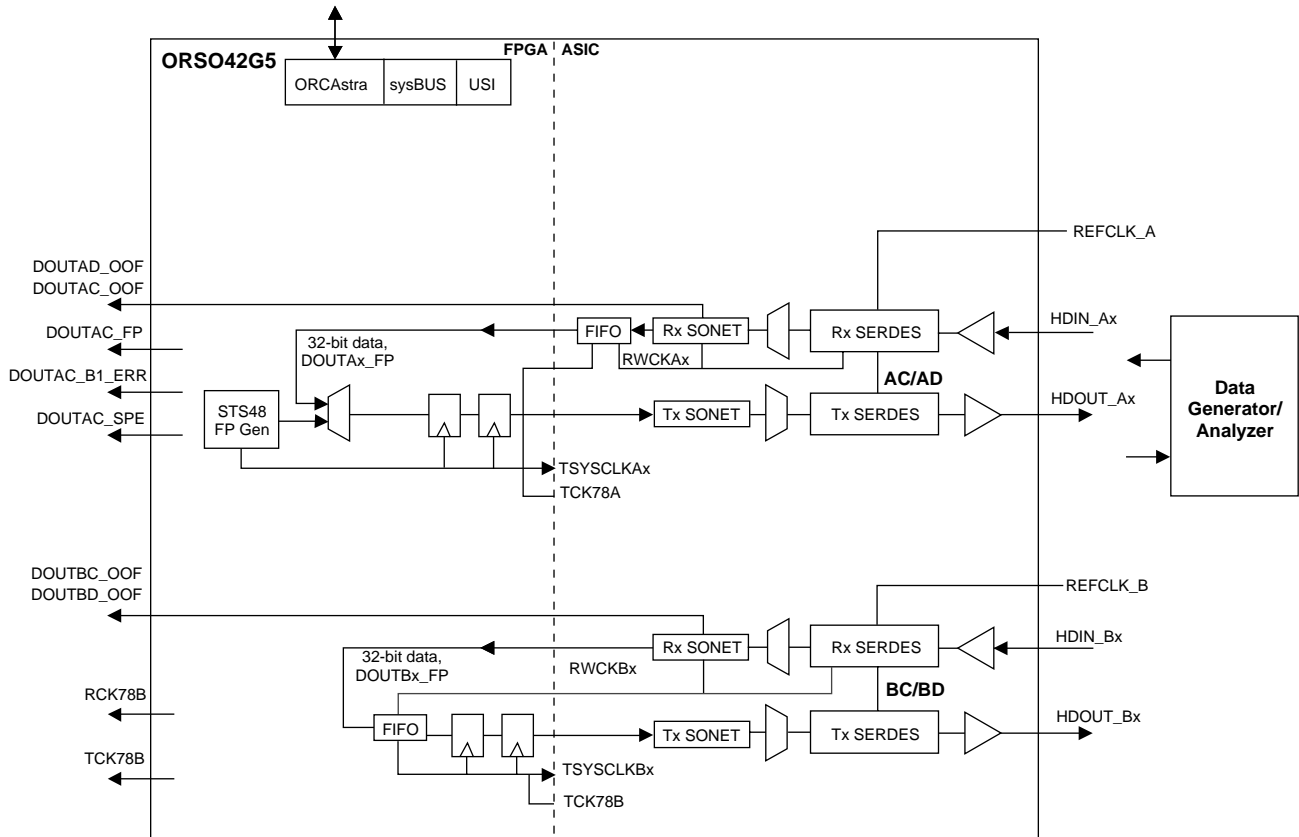 ORSO42G5
FPGA
ASIC
ORCAstra
sysBUS
USI
REFCLK_A
DOUTAD_OOF
DOUTAC_OOF
DOUTAC_FP
DOUTAC_B1_ERR
DOUTAC_SPE
32-bit data,
DOUTAx_FP
FIFO
Rx SONET
Rx SERDES
HDIN_Ax
RWCKAx
AC/AD
STS48
FP Gen
Tx SONET
Tx SERDES
HDOUT_Ax
TSYSCLKAx
TCK78A
Data
Generator/
Analyzer
DOUTBC_OOF
DOUTBD_OOF
REFCLK_B
32-bit data,
DOUTBx_FP
RWCKBx
Rx SONET
Rx SERDES
HDIN_Bx
BC/BD
RCK78B
FIFO
Tx SONET
Tx SERDES
HDOUT_Bx
TCK78B
TSYSCLKBx
TCK78B